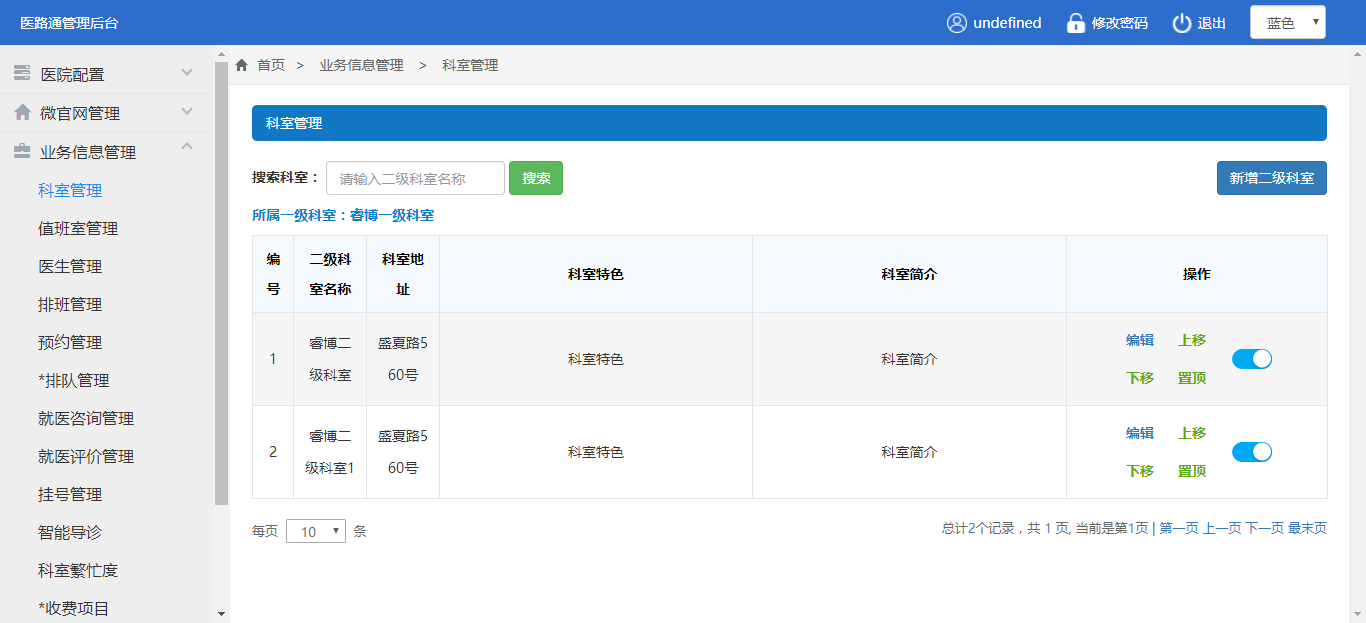 医路通管理后台
undefined
修改密码
退出
蓝色
医院配置
微官网管理
业务信息管理
科室管理
值班室管理
医生管理
排班管理
预约管理
*排队管理
就医咨询管理
就医评价管理
挂号管理
智能导诊
科室繁忙度
*收费项目
首页 > 业务信息管理 > 科室管理
科室管理
搜索科室： 请输入二级科室名称 搜索
新增二级科室
所属一级科室：睿博一级科室
编号 二级科室名称 科室地址 科室特色 科室简介 操作
1 睿博二级科室 盛夏路560号 科室特色 科室简介 编辑 上移 下移 置顶
2 睿博二级科室1 盛夏路560号 科室特色 科室简介 编辑 上移 下移 置顶
每页 10 条
总计2个记录，共 1 页, 当前是第1页 | 第一页 上一页 下一页 最末页